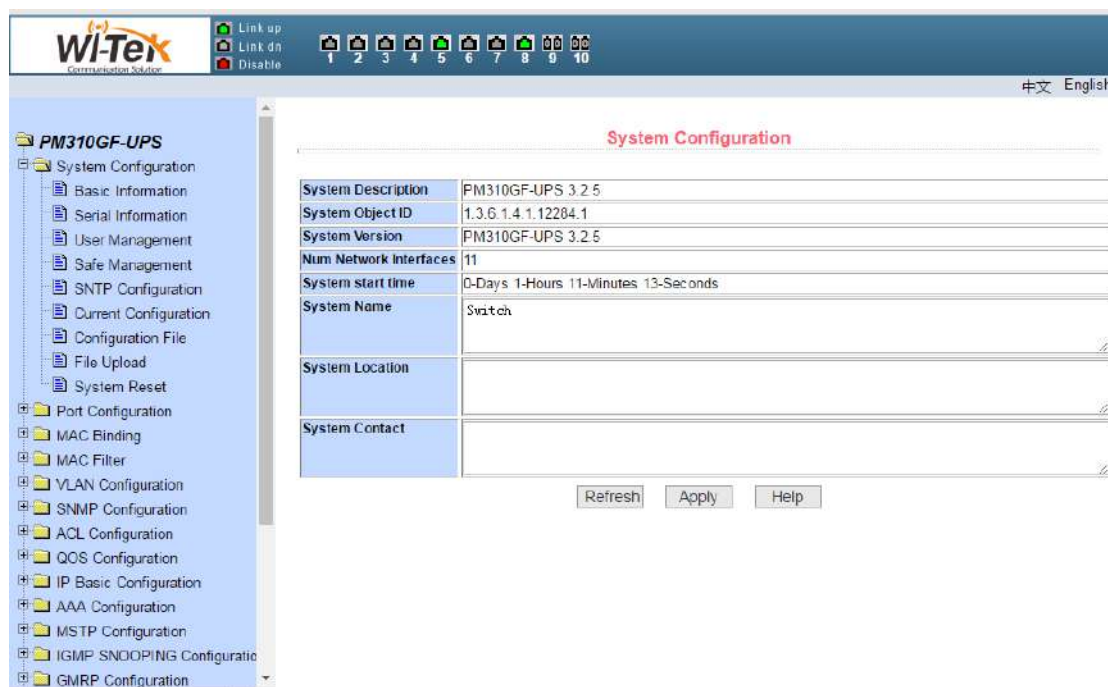 Wi-Tek
Communication Solution
Link up
Link dn
Disable
1 2 3 4 5 6 7 8 9 10
中文 English
PM310GF-UPS
System Configuration
Basic Information
Serial Information
User Management
Safe Management
SNTP Configuration
Current Configuration
Configuration File
File Upload
System Reset
Port Configuration
MAC Binding
MAC Filter
VLAN Configuration
SNMP Configuration
ACL Configuration
QOS Configuration
IP Basic Configuration
AAA Configuration
MSTP Configuration
IGMP SNOOPING Configuratio
GMRP Configuration
System Configuration
System Description PM310GF-UPS 3.2.5
System Object ID 1.3.6.1.4.1.12284.1
System Version PM310GF-UPS 3.2.5
Num Network Interfaces 11
System start time 0-Days 1-Hours 11-Minutes 13-Seconds
System Name Switch
System Location
System Contact
Refresh Apply Help